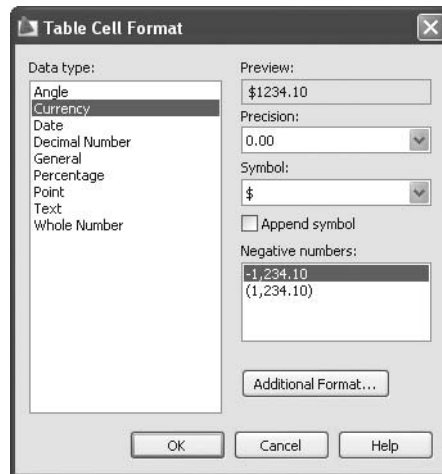 Table Cell Format
Data type:
Angle
Currency
Date
Decimal Number
General
Percentage
Point
Text
Whole Number
Preview:
$1234.10
Precision:
0.00
Symbol:
$
Append symbol
Negative numbers:
-1,234.10
(1,234.10)
Additional Format...
OK
Cancel
Help